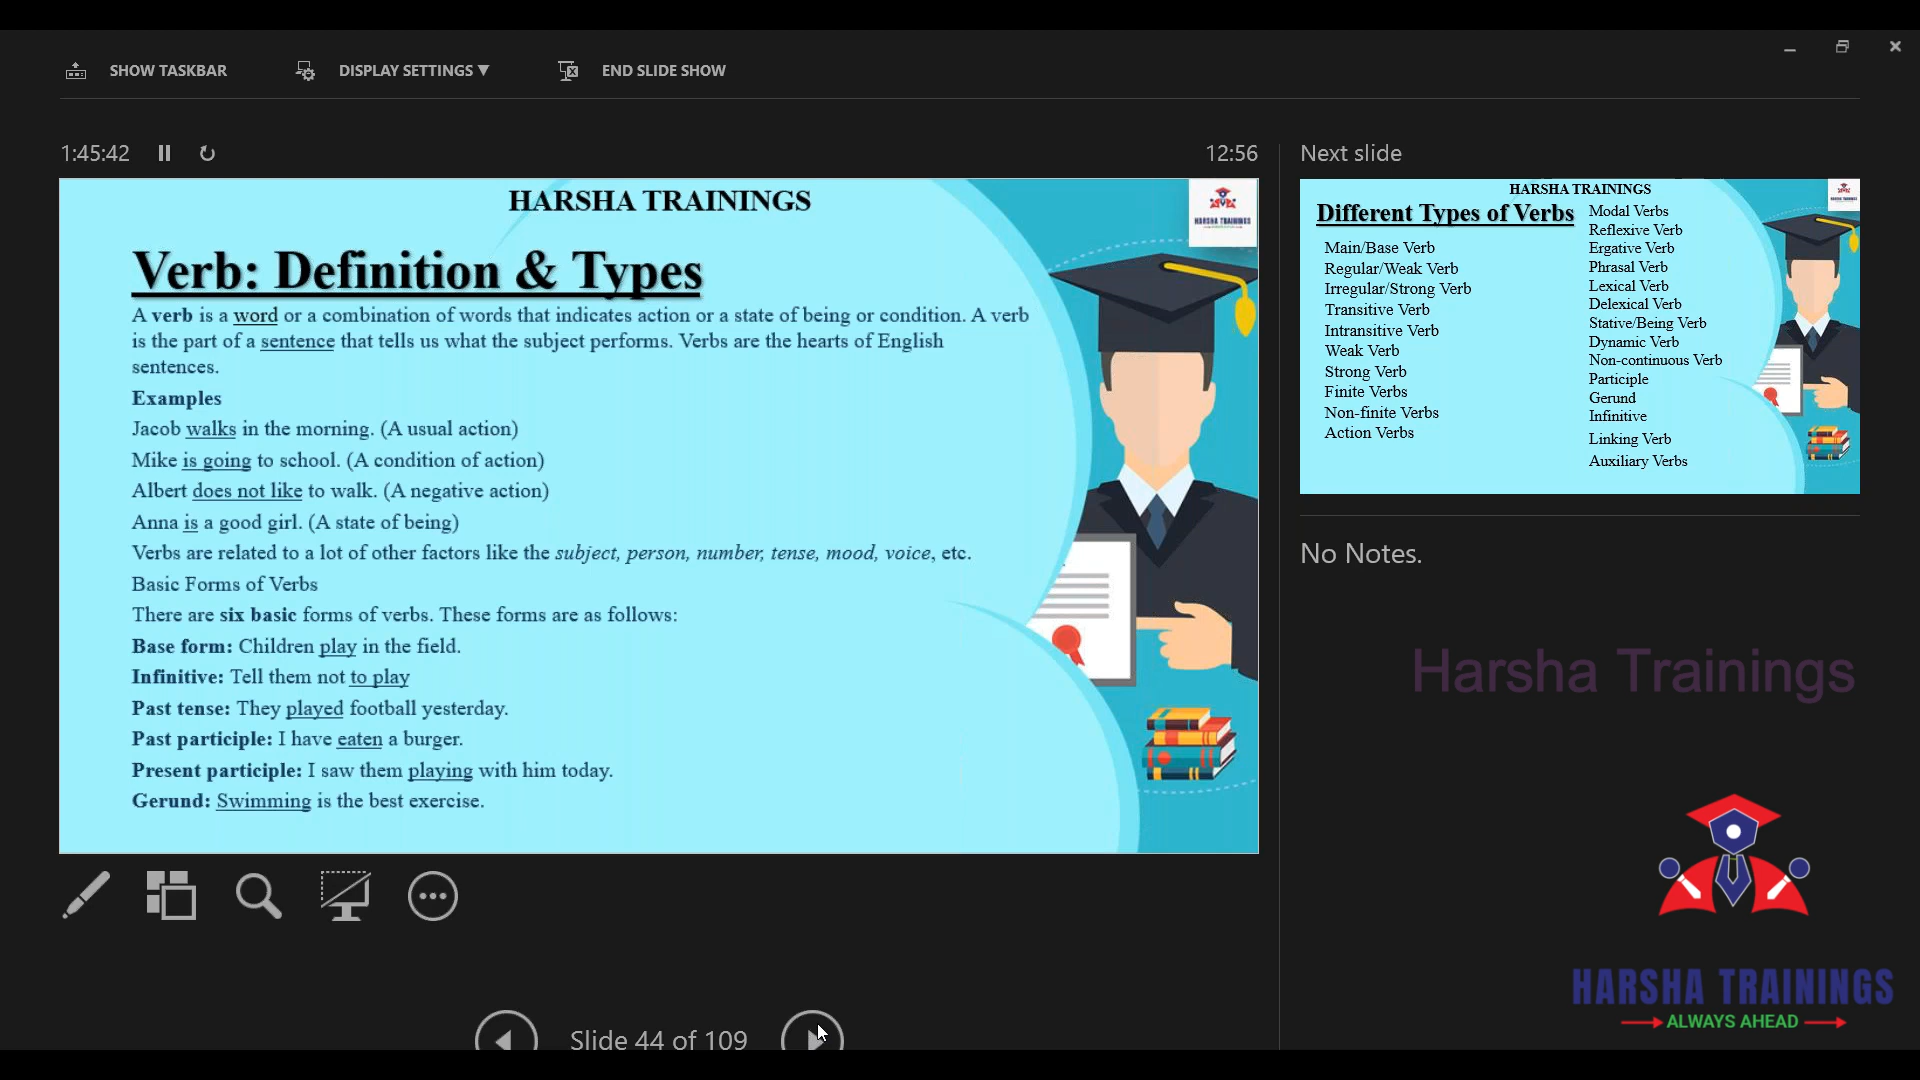 SHOW TASKBAR
DISPLAY SETTINGS ▼
END SLIDE SHOW
1:45:42
12:56
HARSHA TRAININGS
HARSHA TRAININGS
Verb: Definition & Types
A verb is a word or a combination of words that indicates action or a state of being or condition. A verb
is the part of a sentence that tells us what the subject performs. Verbs are the hearts of English
sentences.
Examples
Jacob walks in the morning. (A usual action)
Mike is going to school. (A condition of action)
Albert does not like to walk. (A negative action)
Anna is a good girl. (A state of being)
Verbs are related to a lot of other factors like the subject, person, number, tense, mood, voice, etc.
Basic Forms of Verbs
There are six basic forms of verbs. These forms are as follows:
Base form: Children play in the field.
Infinitive: Tell them not to play
Past tense: They played football yesterday.
Past participle: I have eaten a burger.
Present participle: I saw them playing with him today.
Gerund: Swimming is the best exercise.
Slide 44 of 109
Next slide
HARSHA TRAININGS
Different Types of Verbs
Main/Base Verb
Regular/Weak Verb
Irregular/Strong Verb
Transitive Verb
Intransitive Verb
Weak Verb
Strong Verb
Finite Verbs
Non-finite Verbs
Action Verbs
Modal Verbs
Reflexive Verb
Ergative Verb
Phrasal Verb
Lexical Verb
Delexical Verb
Stative/Being Verb
Dynamic Verb
Non-continuous Verb
Participle
Gerund
Infinitive
Linking Verb
Auxiliary Verbs
No Notes.
Harsha Trainings
HARSHA TRAININGS
ALWAYS AHEAD